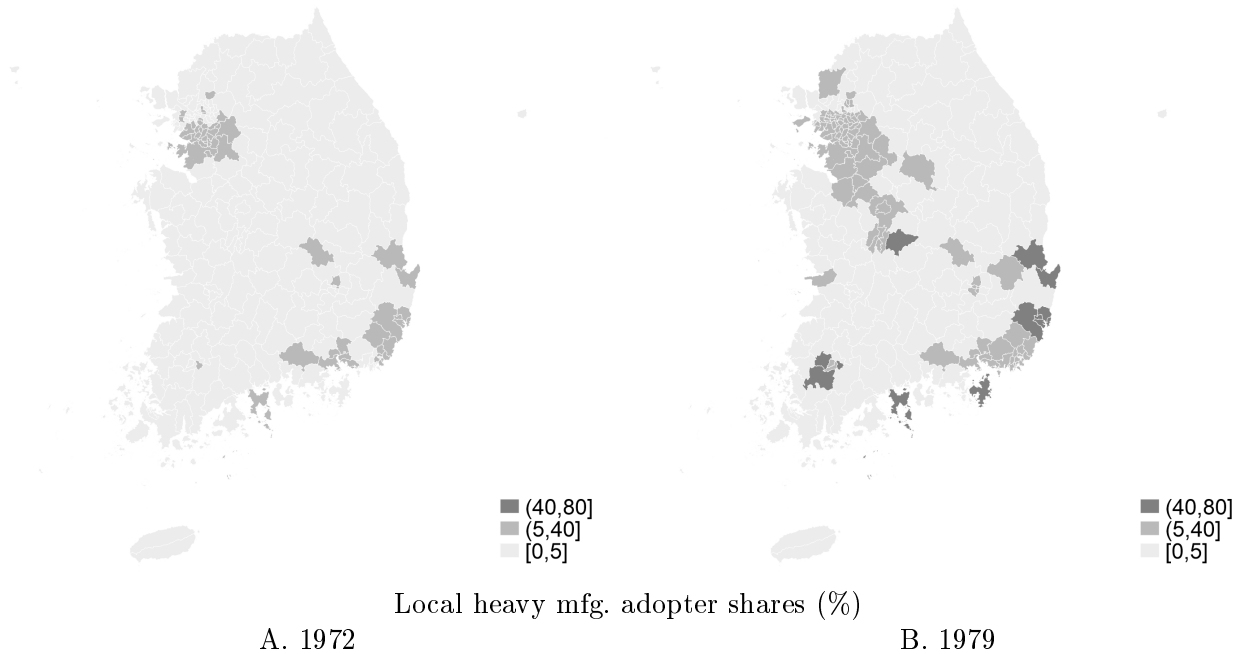 (40,80]
(5,40]
[0,5]
(40,80]
(5,40]
[0,5]
Local heavy mfg. adopter shares (%)
A. 1972
B. 1979